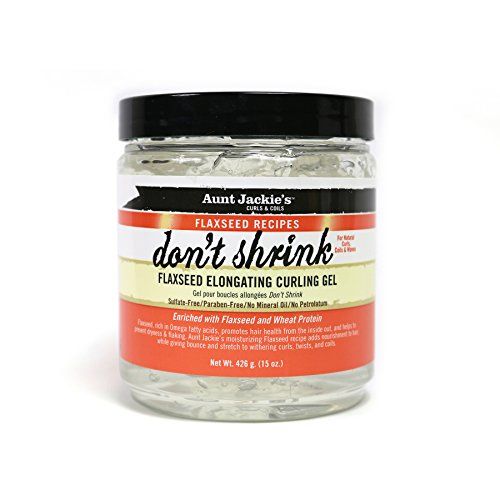 Aunt Jackie's™
CURLS & COILS
FLAXSEED RECIPES
don't shrink
For Natural
Curls,
Coils & Waves
FLAXSEED ELONGATING CURLING GEL
Gel pour boucles allongées Don't Shrink
Sulfate-Free/Paraben-Free/No Mineral Oil/No Petrolatum
Enriched with Flaxseed and Wheat Protein
Flaxseed, rich in Omega fatty acids, promotes hair health from the inside out, and helps to
prevent dryness & flaking. Aunt Jackie's moisturizing Flaxseed recipe adds nourishment to hair,
while giving bounce and stretch to withering curls, twists, and coils.
Net Wt. 426 g. (15 oz.)